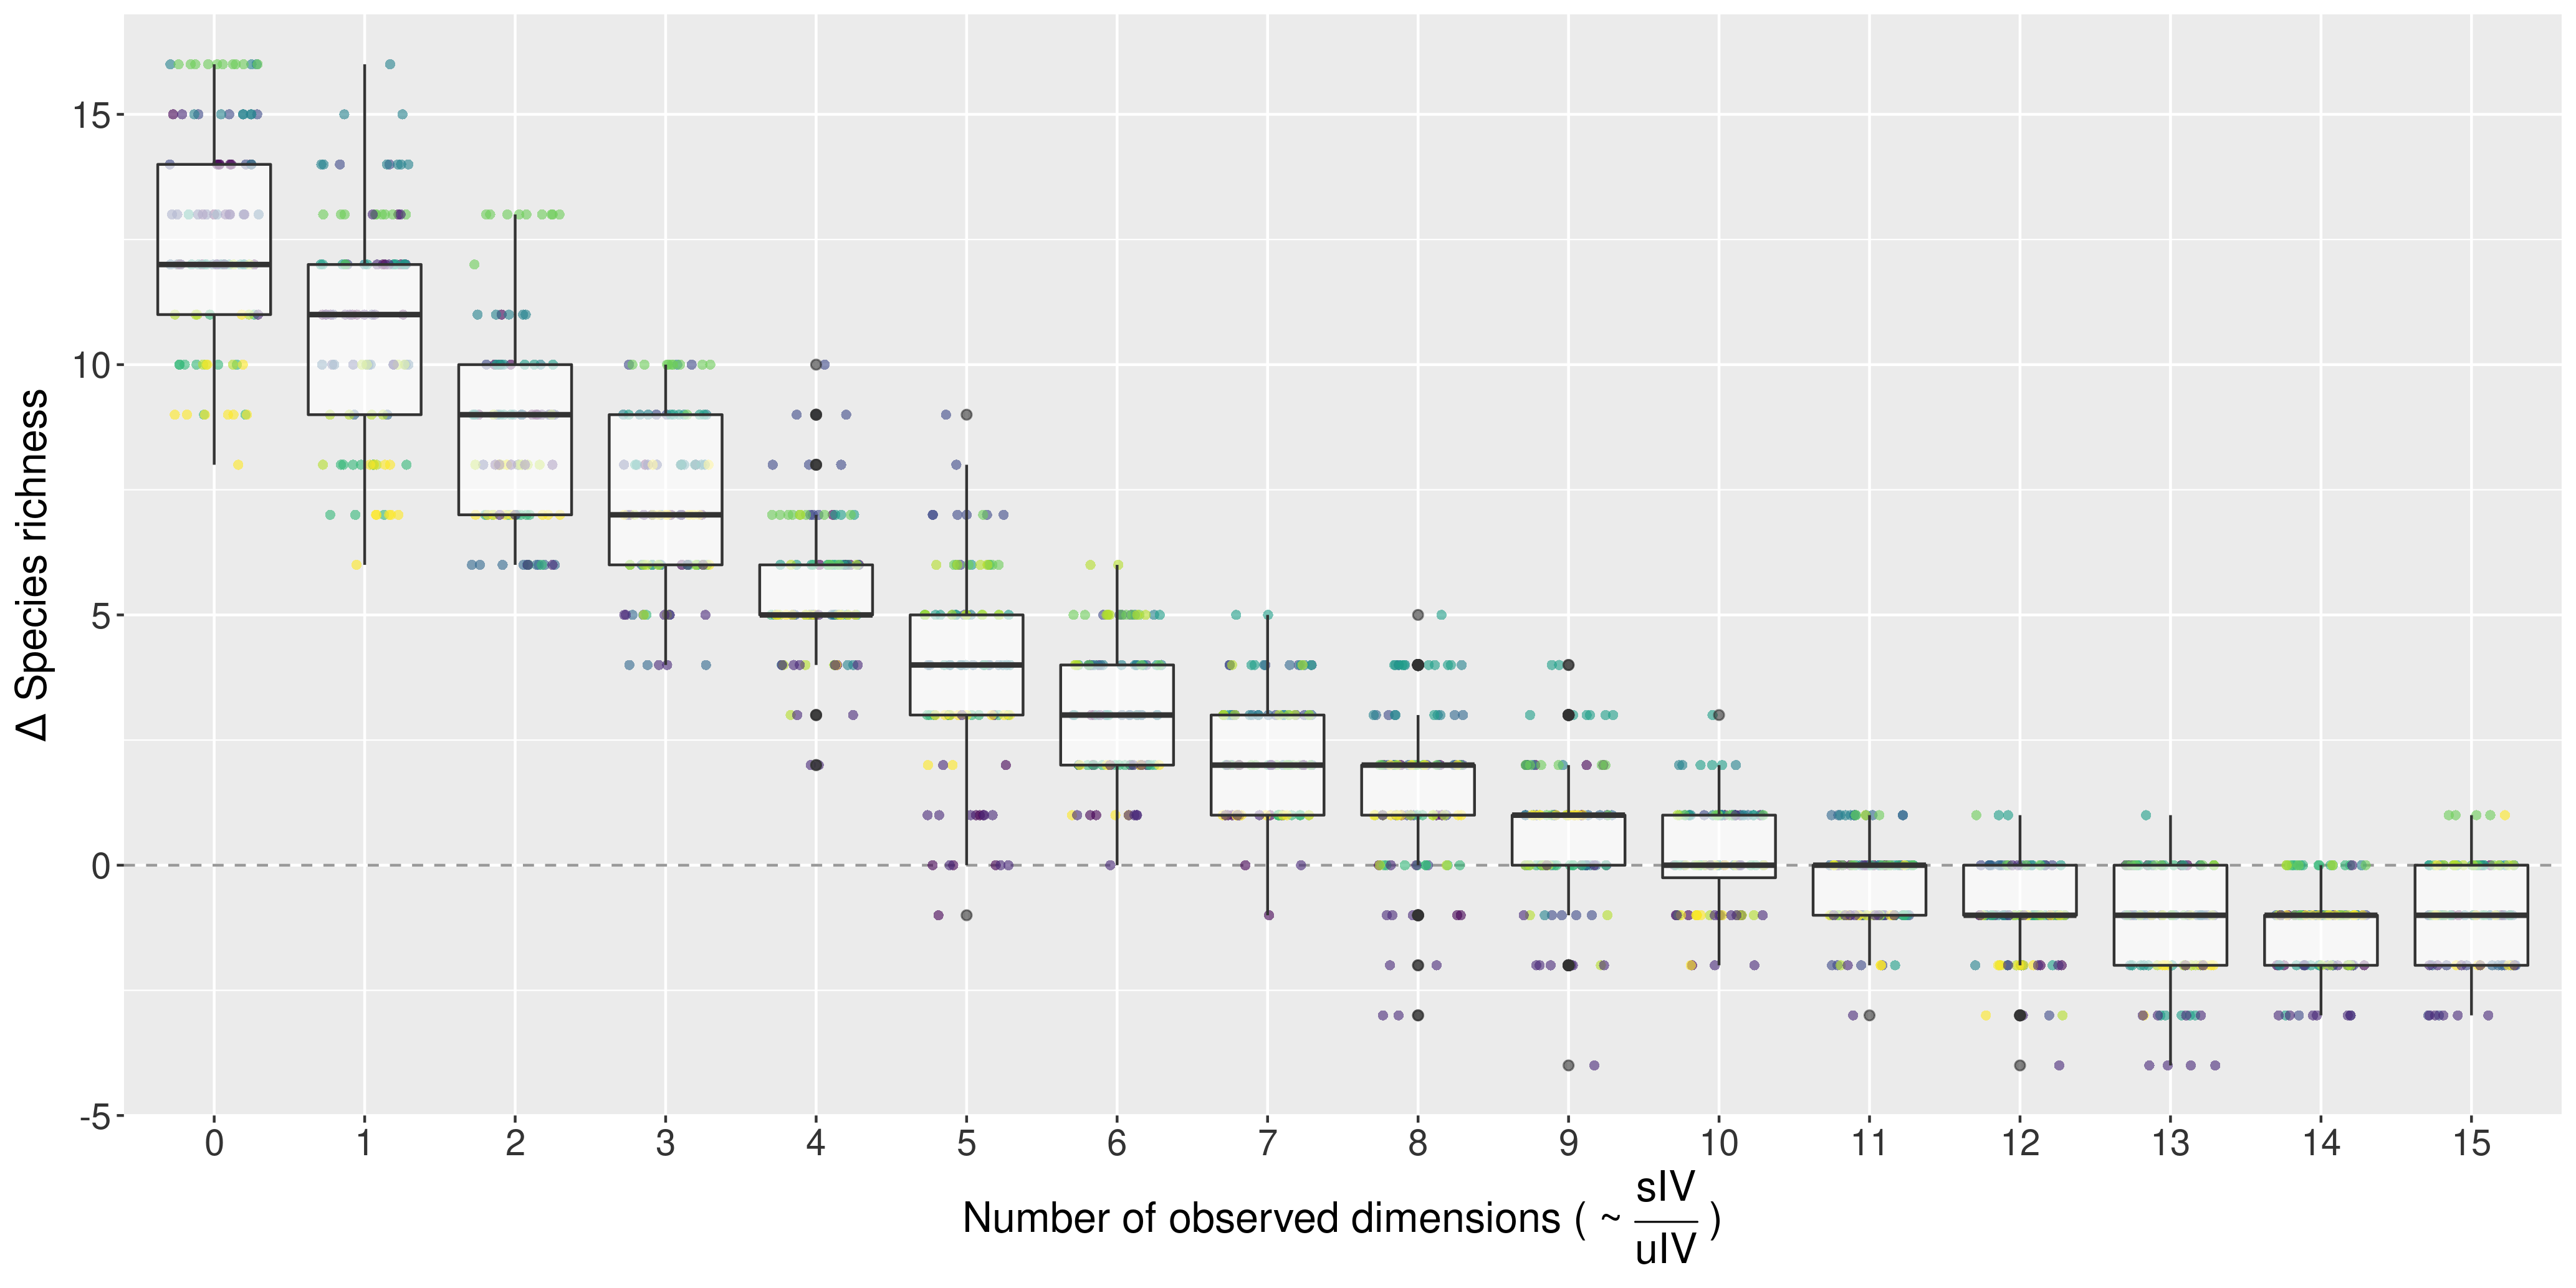 Δ Species richness
15
10
5
0
-5
0 1 2 3 4 5 6 7 8 9 10 11 12 13 14 15
Number of observed dimensions ( ~ sIV / uIV )